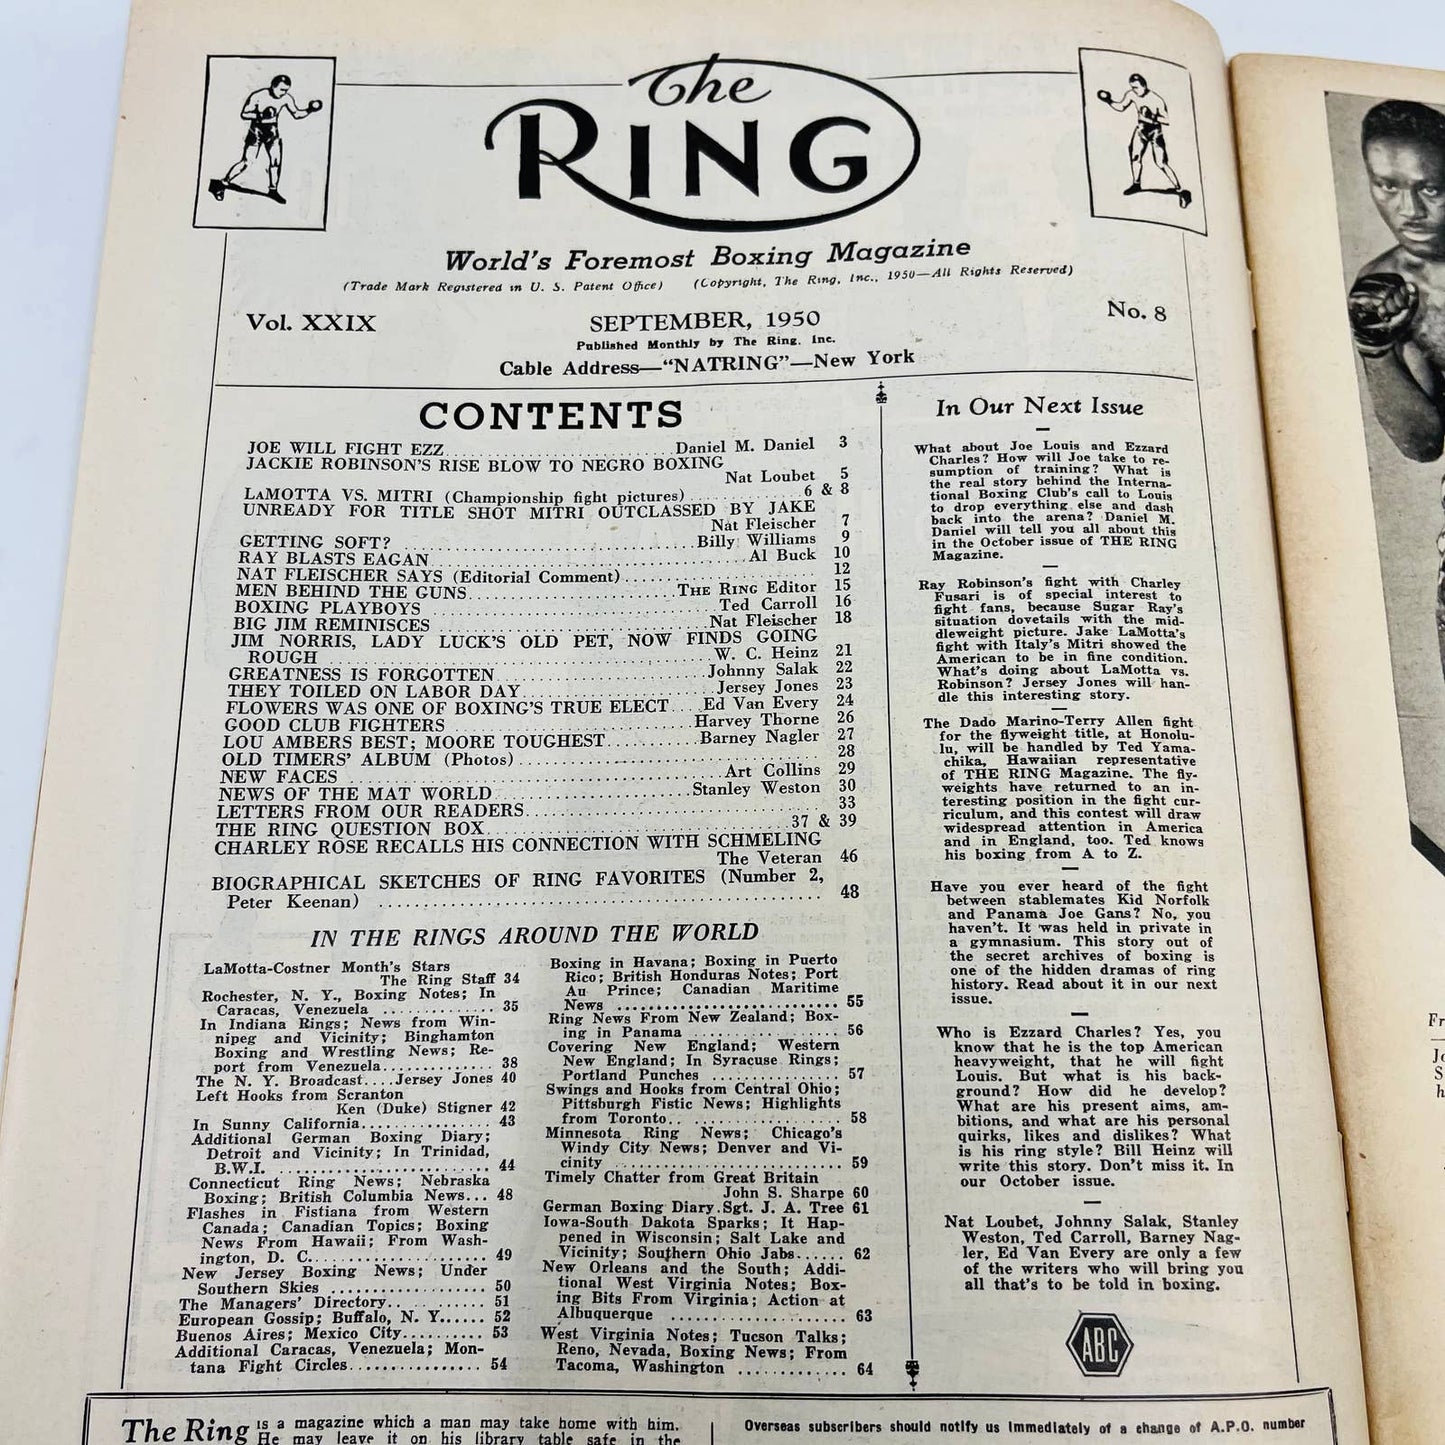 The
RING
World's Foremost Boxing Magazine
(Trade Mark Registered in U. S. Patent Office) (Copyright, The Ring, Inc., 1950—All Rights Reserved)
Vol. XXIX SEPTEMBER, 1950 No. 8
Published Monthly by The Ring, Inc.
Cable Address—"NATRING"—New York
CONTENTS
JOE WILL FIGHT EZZ Daniel M. Daniel 3
JACKIE ROBINSON'S RISE BLOW TO NEGRO BOXING
Nat Loubet 5
LAMOTTA VS. MITRI (Championship fight pictures) 6 & 8
UNREADY FOR TITLE SHOT MITRI OUTCLASSED BY JAKE
Nat Fleischer 7
GETTING SOFT? Billy Williams 9
RAY BLASTS EAGAN Al Buck 10
NAT FLEISCHER SAYS (Editorial Comment) 12
MEN BEHIND THE GUNS THE RING Editor 15
BOXING PLAYBOYS Ted Carroll 16
BIG JIM REMINISCES Nat Fleischer 18
JIM NORRIS, LADY LUCK'S OLD PET, NOW FINDS GOING
ROUGH W. C. Heinz 21
GREATNESS IS FORGOTTEN Johnny Salak 22
THEY TOILED ON LABOR DAY Jersey Jones 23
FLOWERS WAS ONE OF BOXING'S TRUE ELECT Ed Van Every 24
GOOD CLUB FIGHTERS Harvey Thorne 26
LOU AMBERS BEST; MOORE TOUGHEST Barney Nagler 27
OLD TIMERS' ALBUM (Photos) 28
NEW FACES Art Collins 29
NEWS OF THE MAT WORLD Stanley Weston 30
LETTERS FROM OUR READERS 33
THE RING QUESTION BOX 37 & 39
CHARLEY ROSE RECALLS HIS CONNECTION WITH SCHMELING
The Veteran 46
BIOGRAPHICAL SKETCHES OF RING FAVORITES (Number 2,
Peter Keenan) 48
IN THE RINGS AROUND THE WORLD
LaMotta-Costner Month's Stars
The Ring Staff 34
Rochester, N. Y., Boxing Notes; In
Caracas, Venezuela 35
In Indiana Rings; News from Win-
nipeg and Vicinity; Binghamton
Boxing and Wrestling News; Re-
port from Venezuela 38
The N. Y. Broadcast Jersey Jones 40
Left Hooks from Scranton
Ken (Duke) Stigner 42
In Sunny California 43
Additional German Boxing Diary;
Detroit and Vicinity; In Trinidad,
B.W.I. 44
Connecticut Ring News; Nebraska
Boxing; British Columbia News 48
Flashes in Fistiana from Western
Canada; Canadian Topics; Boxing
News From Hawaii; From Wash-
ington, D. C. 49
New Jersey Boxing News; Under
Southern Skies 50
The Managers' Directory 51
European Gossip; Buffalo, N. Y. 52
Buenos Aires; Mexico City 53
Additional Caracas, Venezuela; Mon-
tana Fight Circles 54
Boxing in Havana; Boxing in Puerto
Rico; British Honduras Notes; Port
Au Prince; Canadian Maritime
News 55
Ring News From New Zealand; Box-
ing in Panama 56
Covering New England; Western
New England; In Syracuse Rings;
Portland Punches 57
Swings and Hooks from Central Ohio;
Pittsburgh Fistic News; Highlights
from Toronto 58
Minnesota Ring News; Chicago's
Windy City News; Denver and Vi-
cinity 59
Timely Chatter from Great Britain
John S. Sharpe 60
German Boxing Diary. Sgt. J. A. Tree 61
Iowa-South Dakota Sparks; It Hap-
pened in Wisconsin; Salt Lake and
Vicinity; Southern Ohio Jabs 62
New Orleans and the South; Addi-
tional West Virginia Notes; Box-
ing Bits From Virginia; Action at
Albuquerque 63
West Virginia Notes; Tucson Talks;
Reno, Nevada, Boxing News; From
Tacoma, Washington 64
In Our Next Issue
What about Joe Louis and Ezzard
Charles? How will Joe take to re-
sumption of training? What is
the real story behind the Interna-
tional Boxing Club's call to Louis
to drop everything else and dash
back into the arena? Daniel M.
Daniel will tell you all about this
in the October issue of THE RING
Magazine.
Ray Robinson's fight with Charley
Fusari is of special interest to
fight fans, because Sugar Ray's
situation dovetails with the mid-
dleweight picture. Jake LaMotta's
fight with Italy's Mitri showed the
American to be in fine condition.
What's doing about LaMotta vs.
Robinson? Jersey Jones will han-
dle this interesting story.
The Dado Marino-Terry Allen fight
for the flyweight title, at Honolu-
lu, will be handled by Ted Yama-
chika, Hawaiian representative
of THE RING Magazine. The fly-
weights have returned to an in-
teresting position in the fight cur-
riculum, and this contest will draw
widespread attention in America
and in England, too. Ted knows
his boxing from A to Z.
Have you ever heard of the fight
between stablemates Kid Norfolk
and Panama Joe Gans? No, you
haven't. It was held in private in
a gymnasium. This story out of
the secret archives of boxing is
one of the hidden dramas of ring
history. Read about it in our next
issue.
Who is Ezzard Charles? Yes, you
know that he is the top American
heavyweight, that he will fight
Louis. But what is his back-
ground? How did he develop?
What are his present aims, am-
bitions, and what are his personal
quirks, likes and dislikes? What
is his ring style? Bill Heinz will
write this story. Don't miss it. In
our October issue.
Nat Loubet, Johnny Salak, Stanley
Weston, Ted Carroll, Barney Nag-
ler, Ed Van Every are only a few
of the writers who will bring you
all that's to be told in boxing.
ABC
The Ring is a magazine which a man may take home with him.
He may leave it on his library table safe in the
Overseas subscribers should notify us immediately of a change of A.P.O. number
Fr
J
S
h